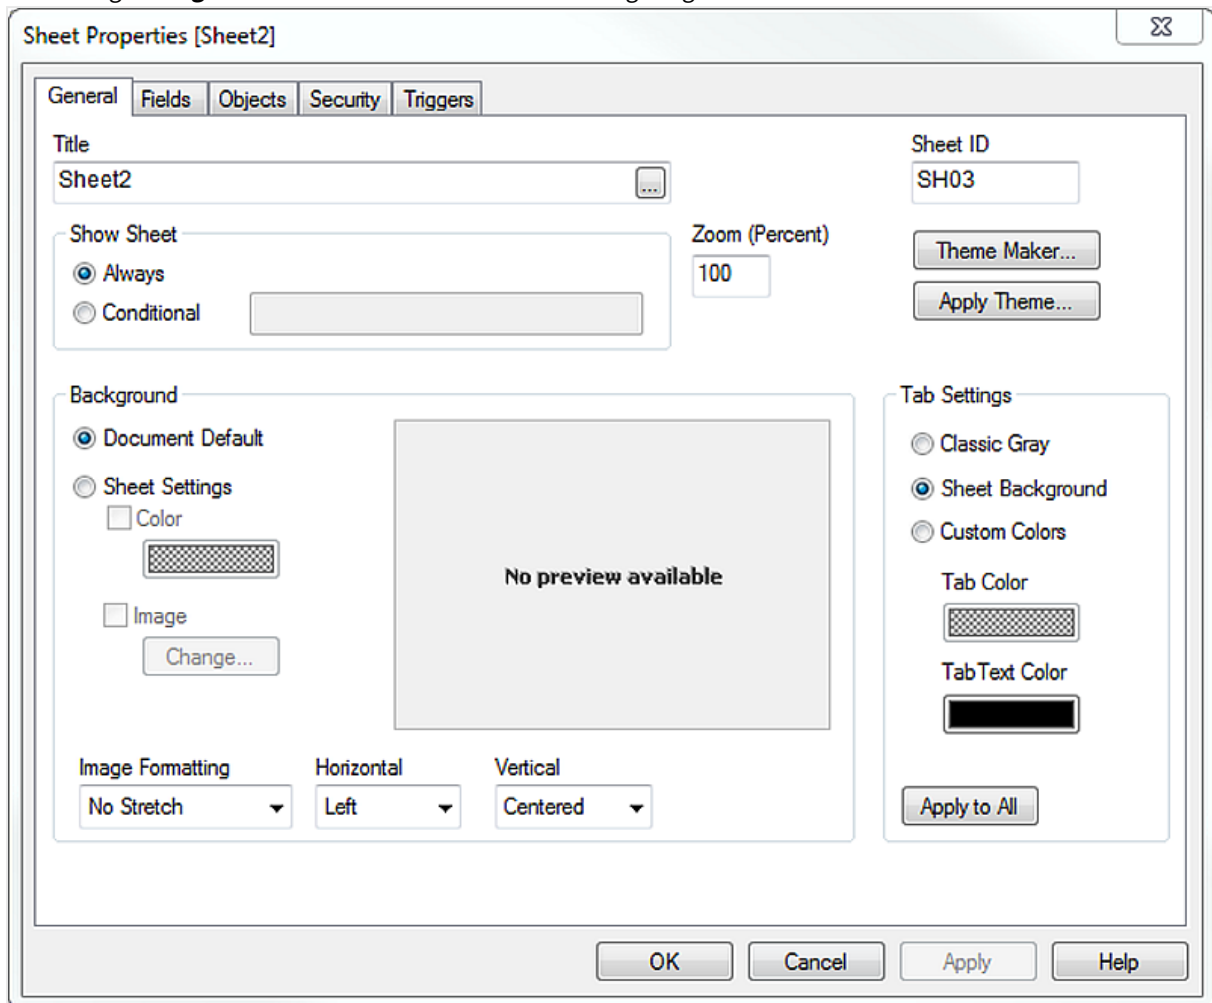 Sheet Properties [Sheet2]
General Fields Objects Security Triggers
Title
Sheet ID
Sheet2
...
SH03
Show Sheet
Zoom (Percent)
Always
100
Theme Maker...
Conditional
Apply Theme...
Background
Tab Settings
Document Default
Classic Gray
Sheet Settings
Sheet Background
Color
Custom Colors
No preview available
Tab Color
Image
Change...
Tab Text Color
Image Formatting
Horizontal
Vertical
No Stretch
Left
Centered
Apply to All
OK
Cancel
Apply
Help